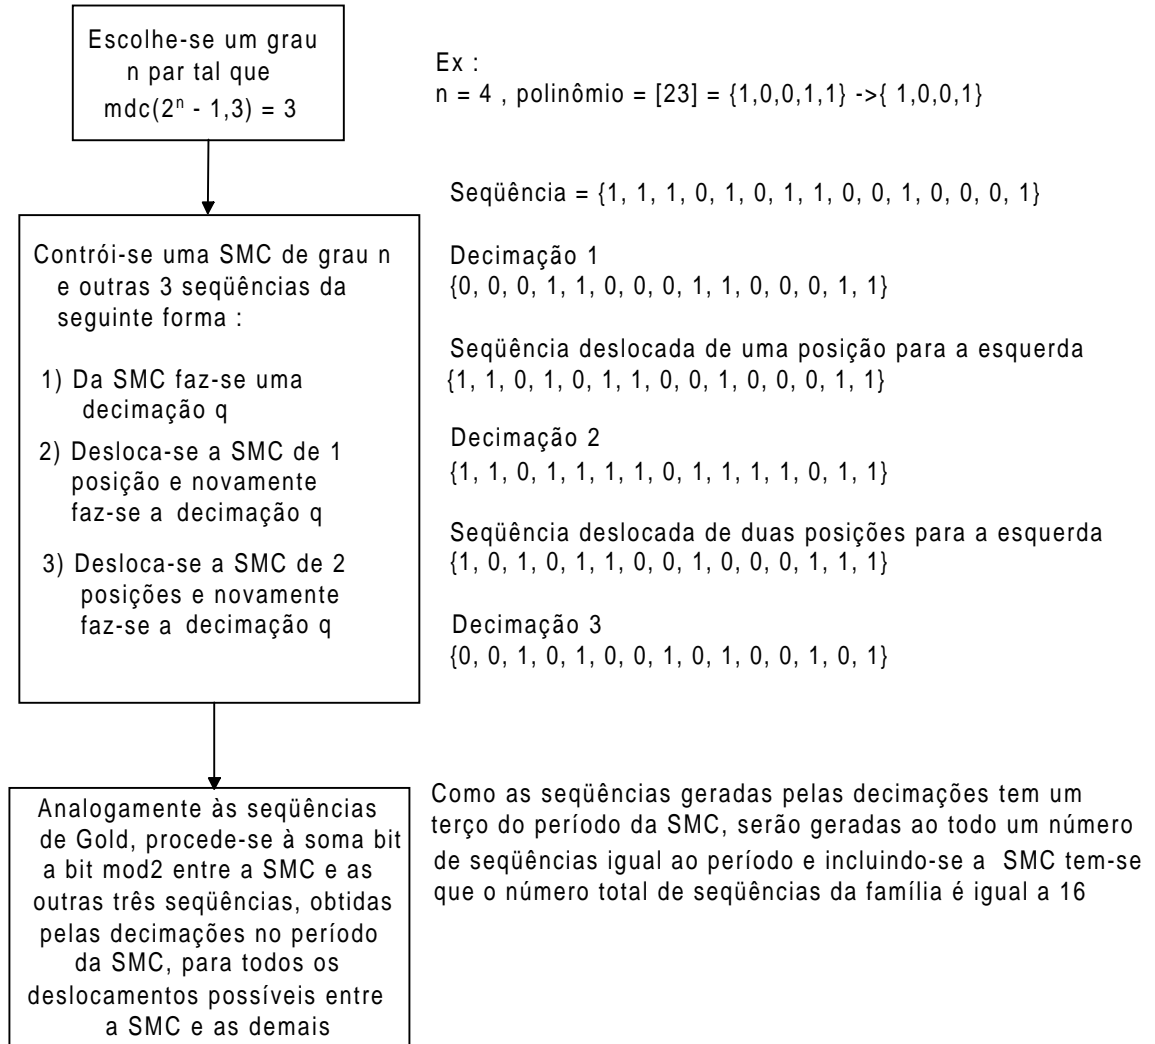 Escolhe-se um grau
n par tal que
mdc(2ⁿ - 1,3) = 3
Ex :
n = 4 , polinômio = [23] = {1,0,0,1,1} ->{ 1,0,0,1}
Contrói-se uma SMC de grau n
e outras 3 seqüências da
seguinte forma :
1) Da SMC faz-se uma
decimação q
2) Desloca-se a SMC de 1
posição e novamente
faz-se a decimação q
3) Desloca-se a SMC de 2
posições e novamente
faz-se a decimação q
Seqüência = {1, 1, 1, 0, 1, 0, 1, 1, 0, 0, 1, 0, 0, 0, 1}
Decimação 1
{0, 0, 0, 1, 1, 0, 0, 0, 1, 1, 0, 0, 0, 1, 1}
Seqüência deslocada de uma posição para a esquerda
{1, 1, 0, 1, 0, 1, 1, 0, 0, 1, 0, 0, 0, 1, 1}
Decimação 2
{1, 1, 0, 1, 1, 1, 1, 0, 1, 1, 1, 1, 0, 1, 1}
Seqüência deslocada de duas posições para a esquerda
{1, 0, 1, 0, 1, 1, 0, 0, 1, 0, 0, 0, 1, 1, 1}
Decimação 3
{0, 0, 1, 0, 1, 0, 0, 1, 0, 1, 0, 0, 1, 0, 1}
Analogamente às seqüências
de Gold, procede-se à soma bit
a bit mod2 entre a SMC e as
outras três seqüências, obtidas
pelas decimações no período
da SMC, para todos os
deslocamentos possíveis entre
a SMC e as demais
Como as seqüências geradas pelas decimações tem um
terço do período da SMC, serão geradas ao todo um número
de seqüências igual ao período e incluindo-se a SMC tem-se
que o número total de seqüências da família é igual a 16